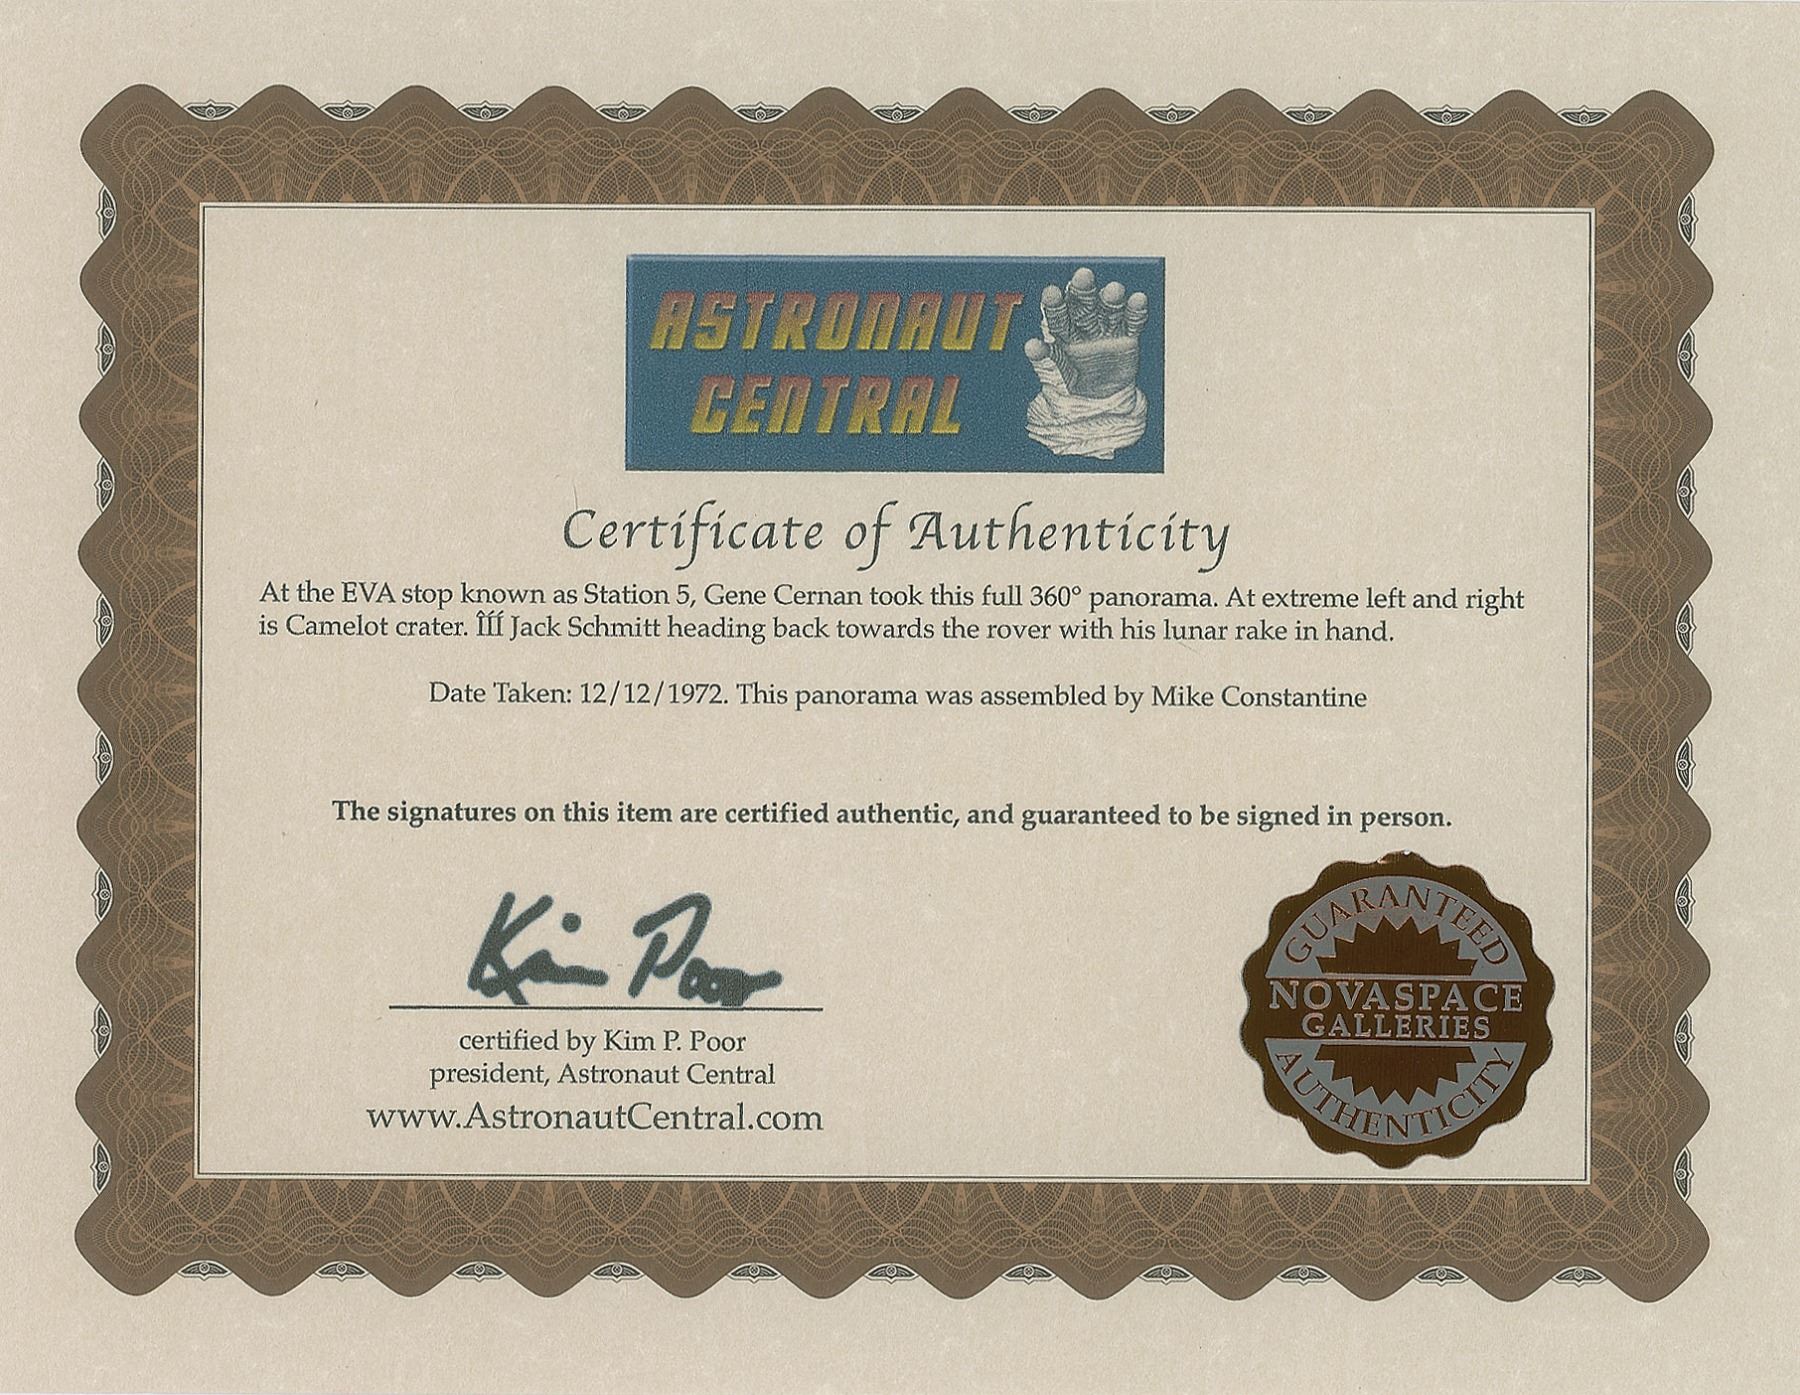 ASTRONAUT
CENTRAL
Certificate of Authenticity
At the EVA stop known as Station 5, Gene Cernan took this full 360° panorama. At extreme left and right
is Camelot crater. Îĺĺ Jack Schmitt heading back towards the rover with his lunar rake in hand.
Date Taken: 12/12/1972. This panorama was assembled by Mike Constantine
The signatures on this item are certified authentic, and guaranteed to be signed in person.
Kim Poor
certified by Kim P. Poor
president, Astronaut Central
www.AstronautCentral.com
GUARANTEED
NOVASPACE
GALLERIES
AUTHENTICITY